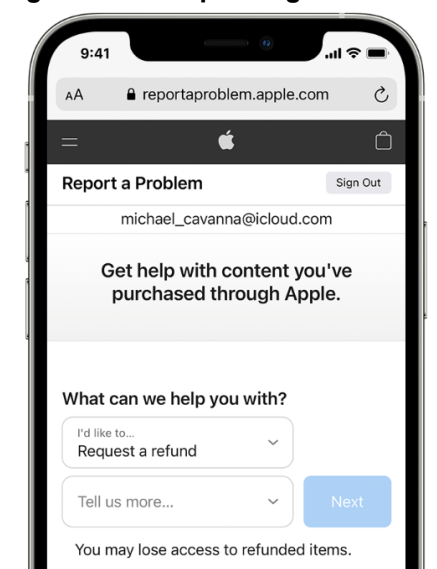 9:41
AA reportaproblem.apple.com
Report a Problem
Sign Out
michael_cavanna@icloud.com
Get help with content you've
purchased through Apple.
What can we help you with?
I'd like to...
Request a refund
Tell us more...
Next
You may lose access to refunded items.